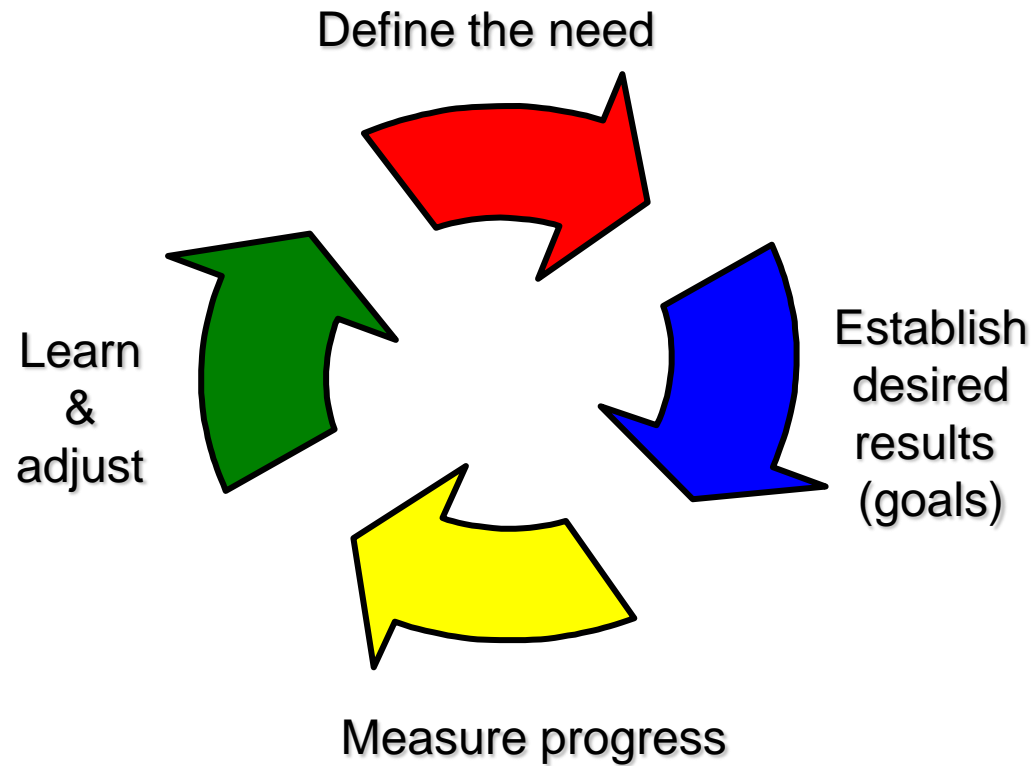 Define the need
Establish
desired
results
(goals)
Learn
&
adjust
Measure progress